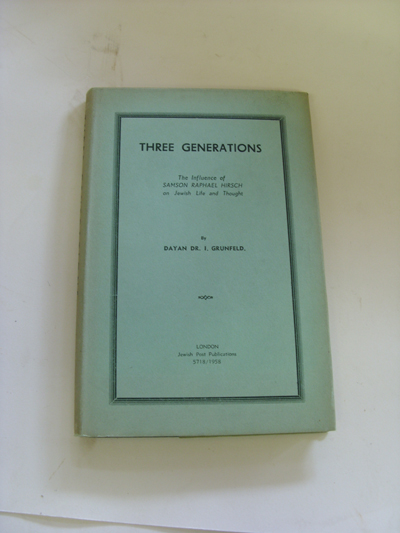 THREE GENERATIONS
The Influence of
SAMSON RAPHAEL HIRSCH
on Jewish Life and Thought
By
DAYAN DR. I. GRUNFELD.
LONDON
Jewish Post Publications
5718/1958